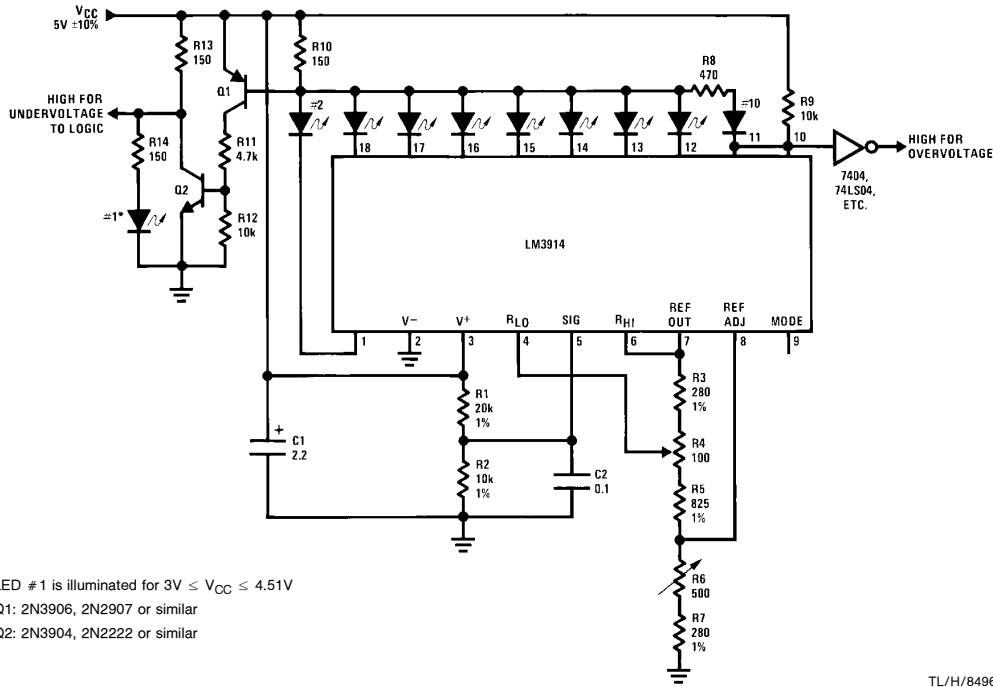 VCC
5V ±10%
R13
150
R10
150
R8
470
Q1
#2
#10
R9
10k
HIGH FOR
UNDERVOLTAGE
TO LOGIC
R14
150
R11
4.7k
18
17
16
15
14
13
12
11
10
HIGH FOR
OVERVOLTAGE
7404,
74LS04,
ETC.
Q2
#1*
R12
10k
LM3914
V−
V+
RLO
SIG
RHI
REF
OUT
REF
ADJ
MODE
1
2
3
4
5
6
7
8
9
R1
20k
1%
R3
280
1%
+
C1
2.2
R2
10k
1%
C2
0.1
R4
100
R5
825
1%
R6
500
R7
280
1%
LED #1 is illuminated for 3V ≤ VCC ≤ 4.51V
Q1: 2N3906, 2N2907 or similar
Q2: 2N3904, 2N2222 or similar
TL/H/8496